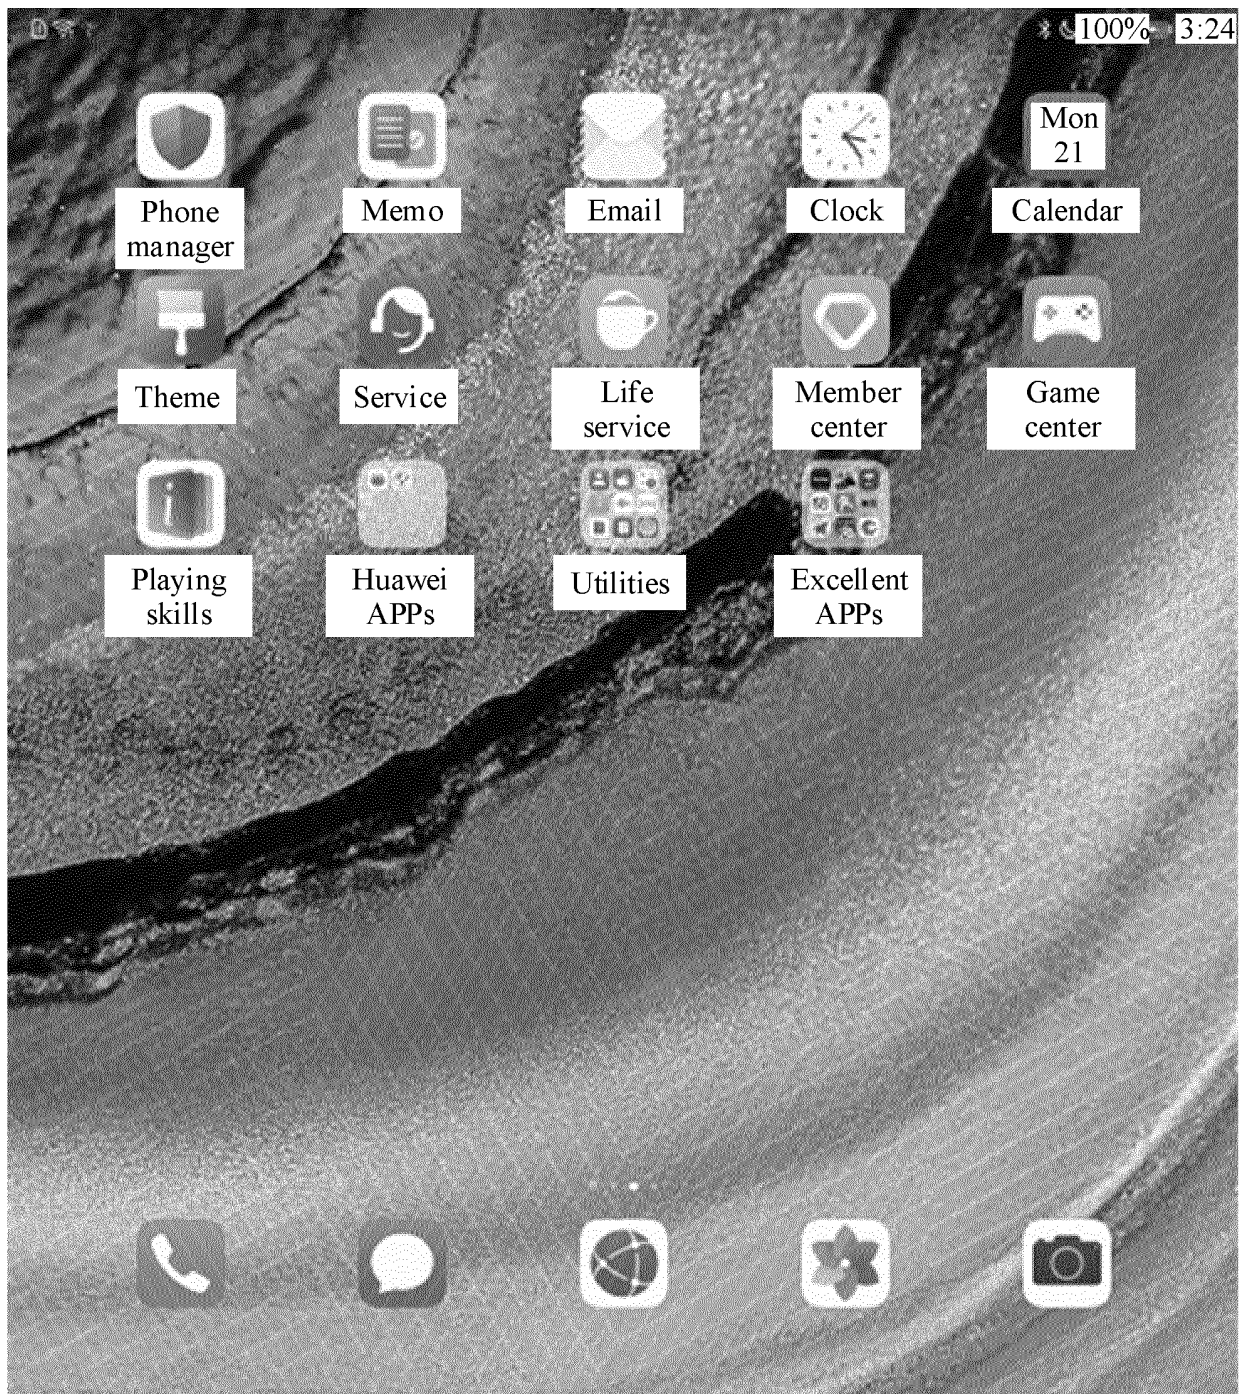 100% 3:24
Mon
21
Phone
manager
Memo
Email
Clock
Calendar
Theme
Service
Life
service
Member
center
Game
center
Playing
skills
Huawei
APPs
Utilities
Excellent
APPs